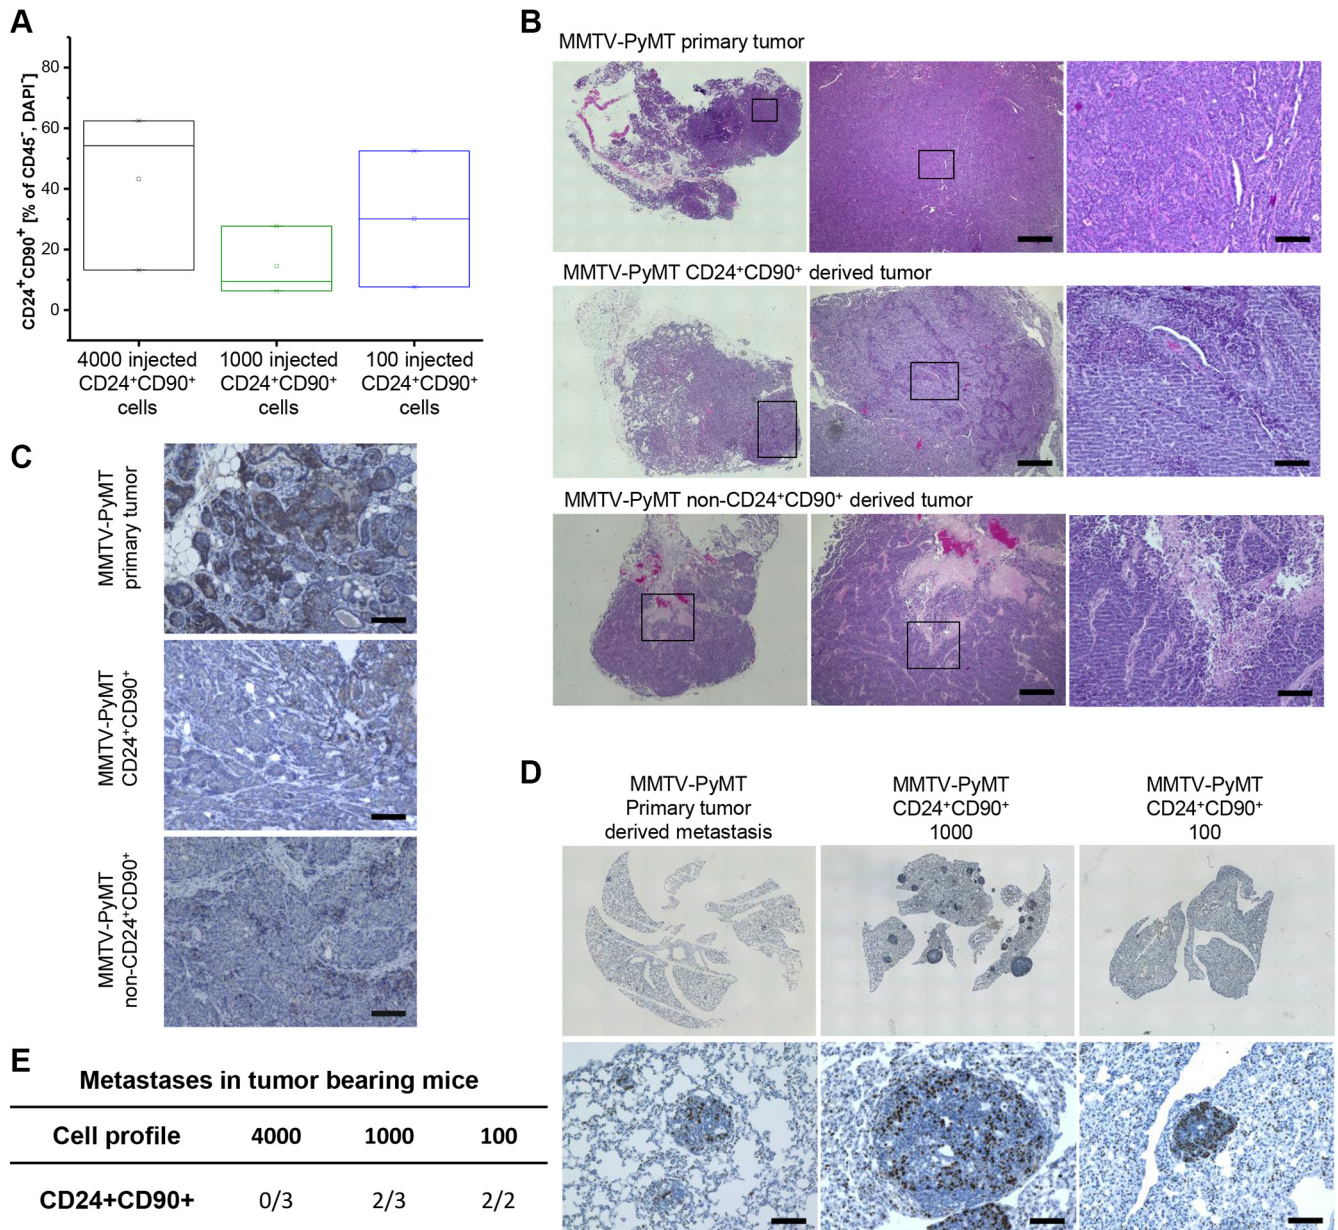 A
CD24⁺CD90⁺ [% of CD45⁻, DAPI⁻]
80
60
40
20
0
4000 injected
CD24⁺CD90⁺
cells
1000 injected
CD24⁺CD90⁺
cells
100 injected
CD24⁺CD90⁺
cells
B
MMTV-PyMT primary tumor
MMTV-PyMT CD24⁺CD90⁺ derived tumor
MMTV-PyMT non-CD24⁺CD90⁺ derived tumor
C
MMTV-PyMT
primary tumor
MMTV-PyMT
CD24⁺CD90⁺
MMTV-PyMT
non-CD24⁺CD90⁺
D
MMTV-PyMT
Primary tumor
derived metastasis
MMTV-PyMT
CD24⁺CD90⁺
1000
MMTV-PyMT
CD24⁺CD90⁺
100
E
Metastases in tumor bearing mice
Cell profile 4000 1000 100
CD24+CD90+ 0/3 2/3 2/2